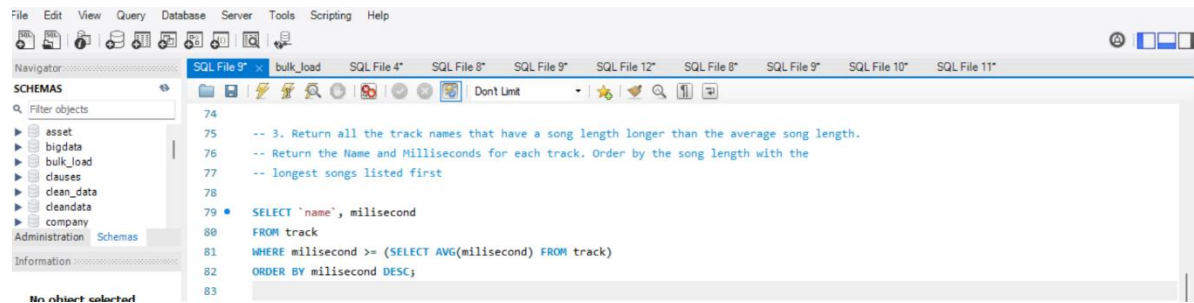 File Edit View Query Database Server Tools Scripting Help
Navigator
SQL File 9* × bulk_load SQL File 4* SQL File 8* SQL File 9* SQL File 12* SQL File 8* SQL File 9* SQL File 10* SQL File 11*
SCHEMAS
Don't Limit
Filter objects
asset
bigdata
bulk_load
clauses
clean_data
cleandata
company
Administration Schemas
Information
No object selected
74
75 -- 3. Return all the track names that have a song length longer than the average song length.
76 -- Return the Name and Milliseconds for each track. Order by the song length with the
77 -- longest songs listed first
78
79 SELECT `name`, milisecond
80 FROM track
81 WHERE milisecond >= (SELECT AVG(milisecond) FROM track)
82 ORDER BY milisecond DESC;
83